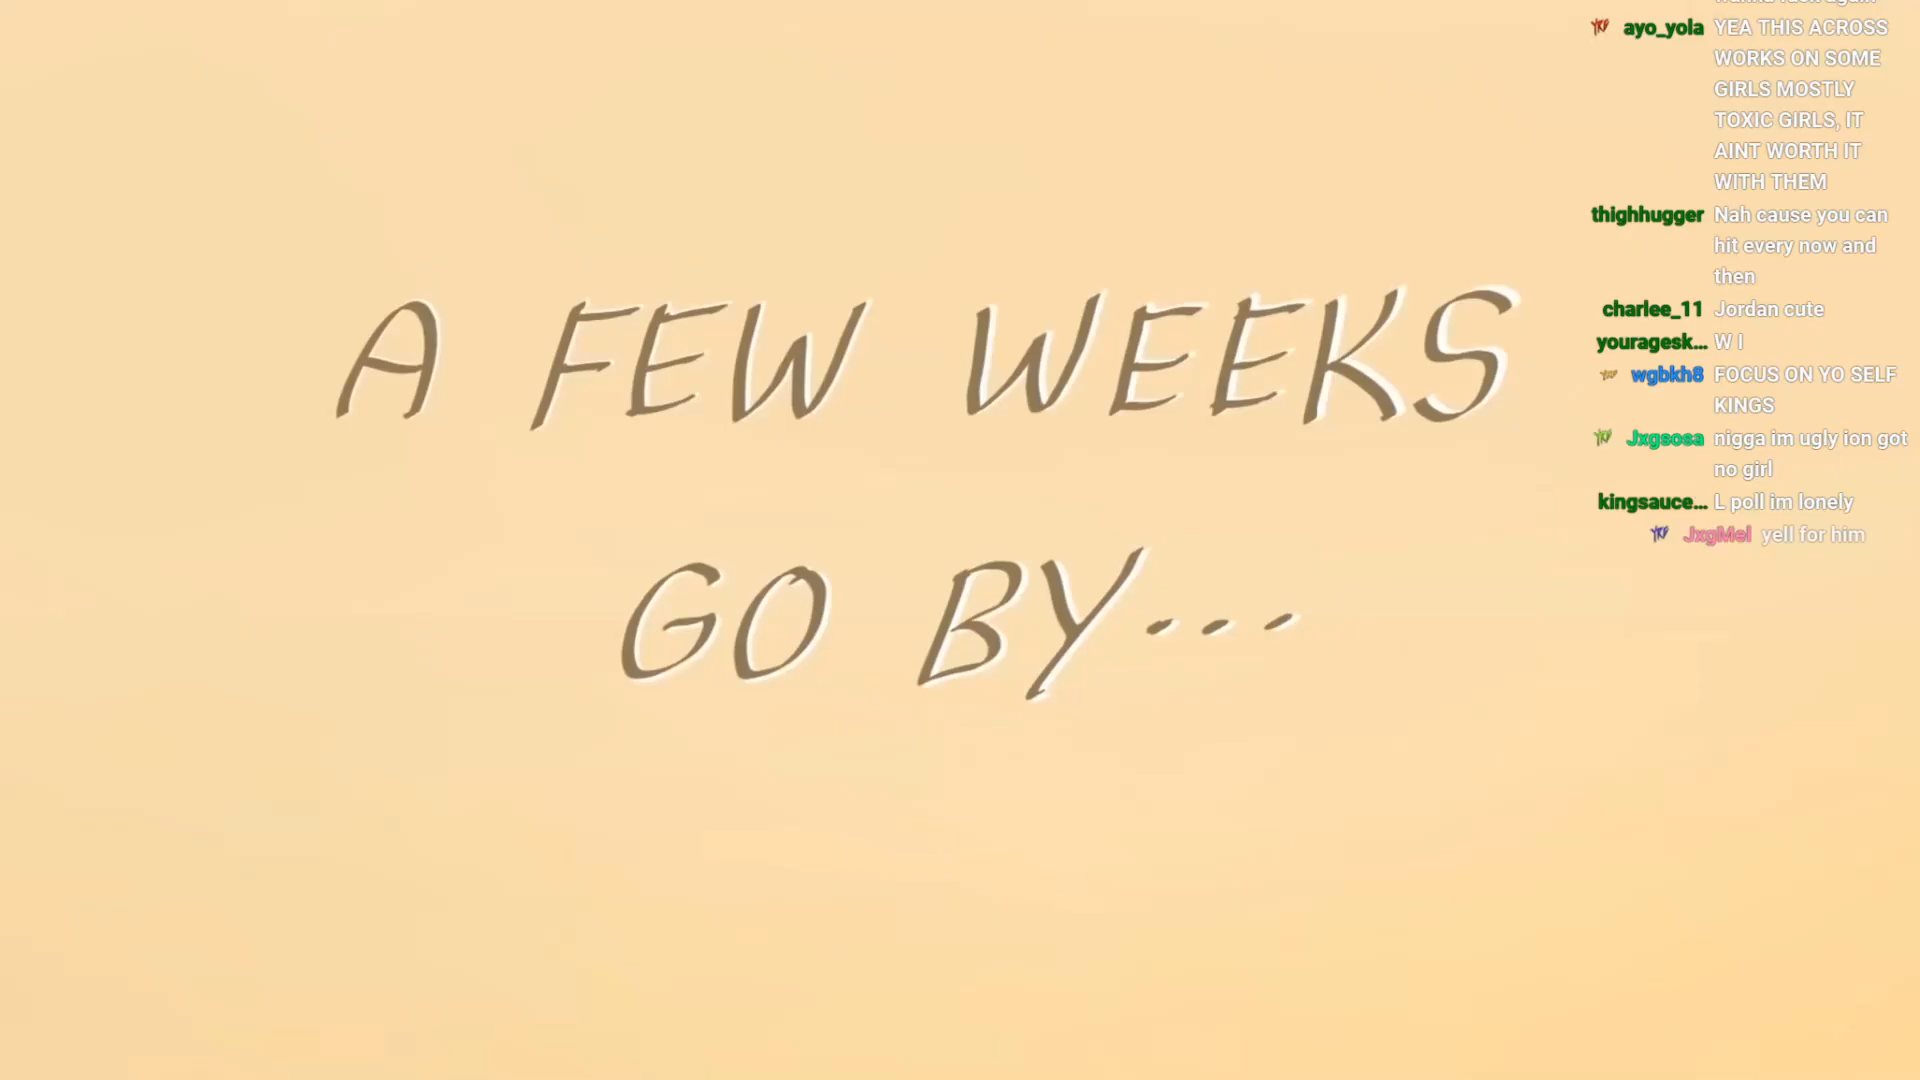 A FEW WEEKS
GO BY...
ayo_yola YEA THIS ACROSS
WORKS ON SOME
GIRLS MOSTLY
TOXIC GIRLS, IT
AINT WORTH IT
WITH THEM
thighhugger Nah cause you can
hit every now and
then
charlee_11 Jordan cute
youragesk... W I
wgbkh8 FOCUS ON YO SELF
KINGS
Jxgsosa nigga im ugly ion got
no girl
kingsauce... L poll im lonely
JxgMel yell for him